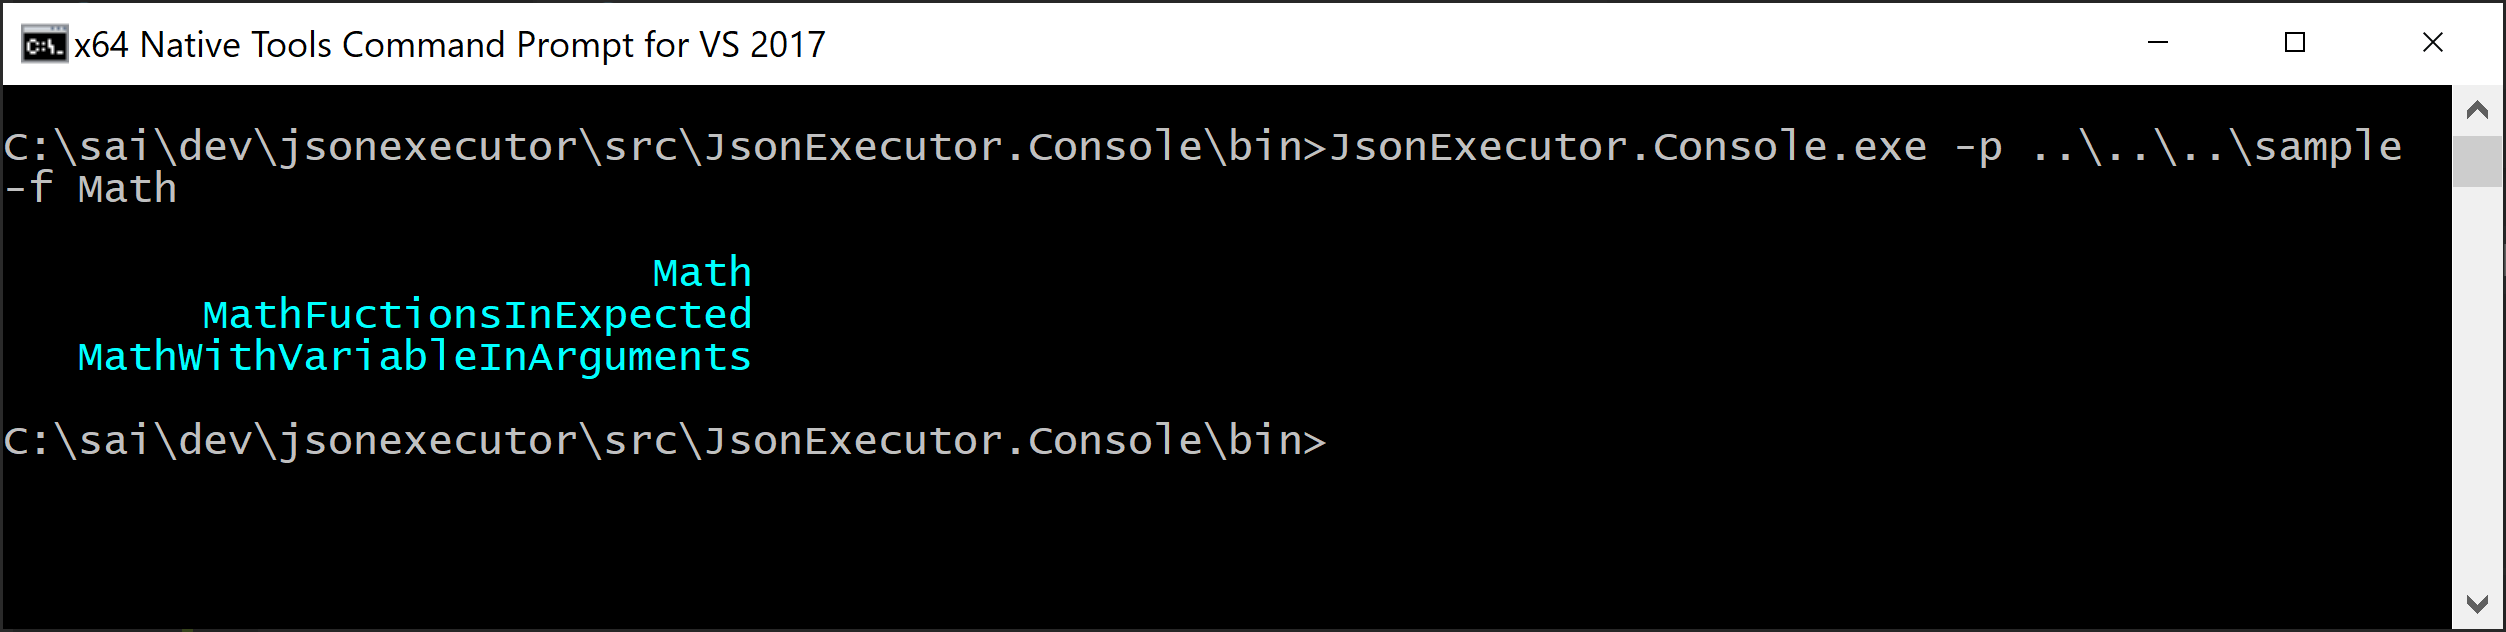 x64 Native Tools Command Prompt for VS 2017
C:\sai\dev\jsonexecutor\src\JsonExecutor.Console\bin>JsonExecutor.Console.exe -p ..\..\..\sample
-f Math
Math
MathFuctionsInExpected
MathWithVariableInArguments
C:\sai\dev\jsonexecutor\src\JsonExecutor.Console\bin>